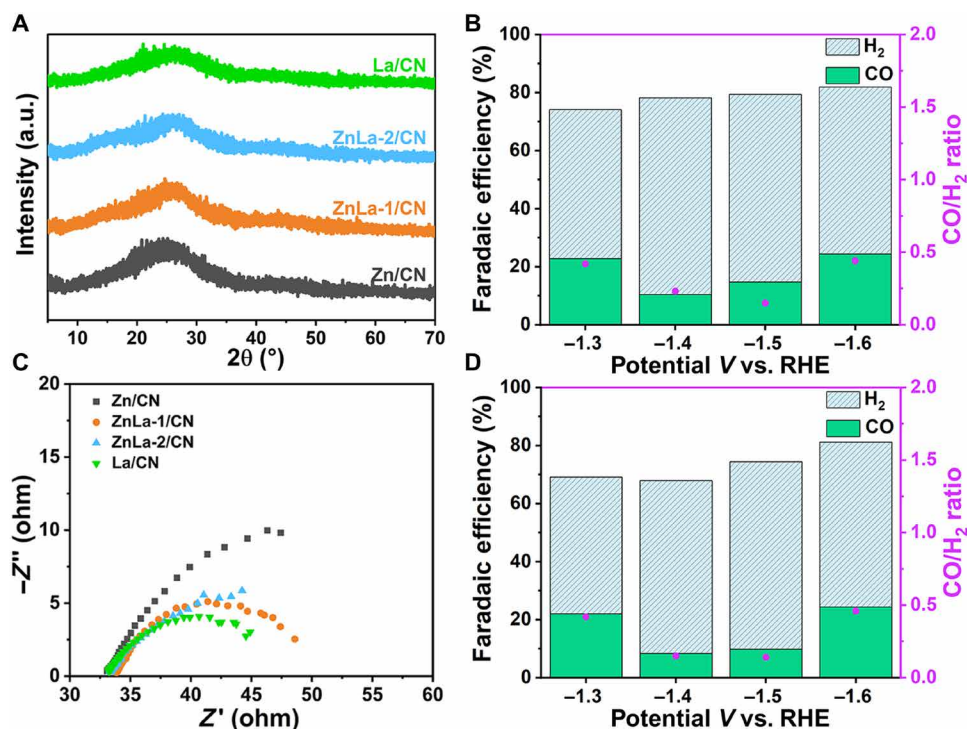 A
La/CN
ZnLa-2/CN
ZnLa-1/CN
Zn/CN
Intensity (a.u.)
5 10 20 30 40 50 60 70
2θ (°)
B
H2
CO
Faradaic efficiency (%)
100
80
60
40
20
0
2.0
1.5
1.0
0.5
0.0
CO/H2 ratio
–1.3 –1.4 –1.5 –1.6
Potential V vs. RHE
C
Zn/CN
ZnLa-1/CN
ZnLa-2/CN
La/CN
–Z" (ohm)
20
15
10
5
0
30 35 40 45 50 55 60
Z' (ohm)
D
H2
CO
Faradaic efficiency (%)
100
80
60
40
20
0
2.0
1.5
1.0
0.5
0.0
CO/H2 ratio
–1.3 –1.4 –1.5 –1.6
Potential V vs. RHE